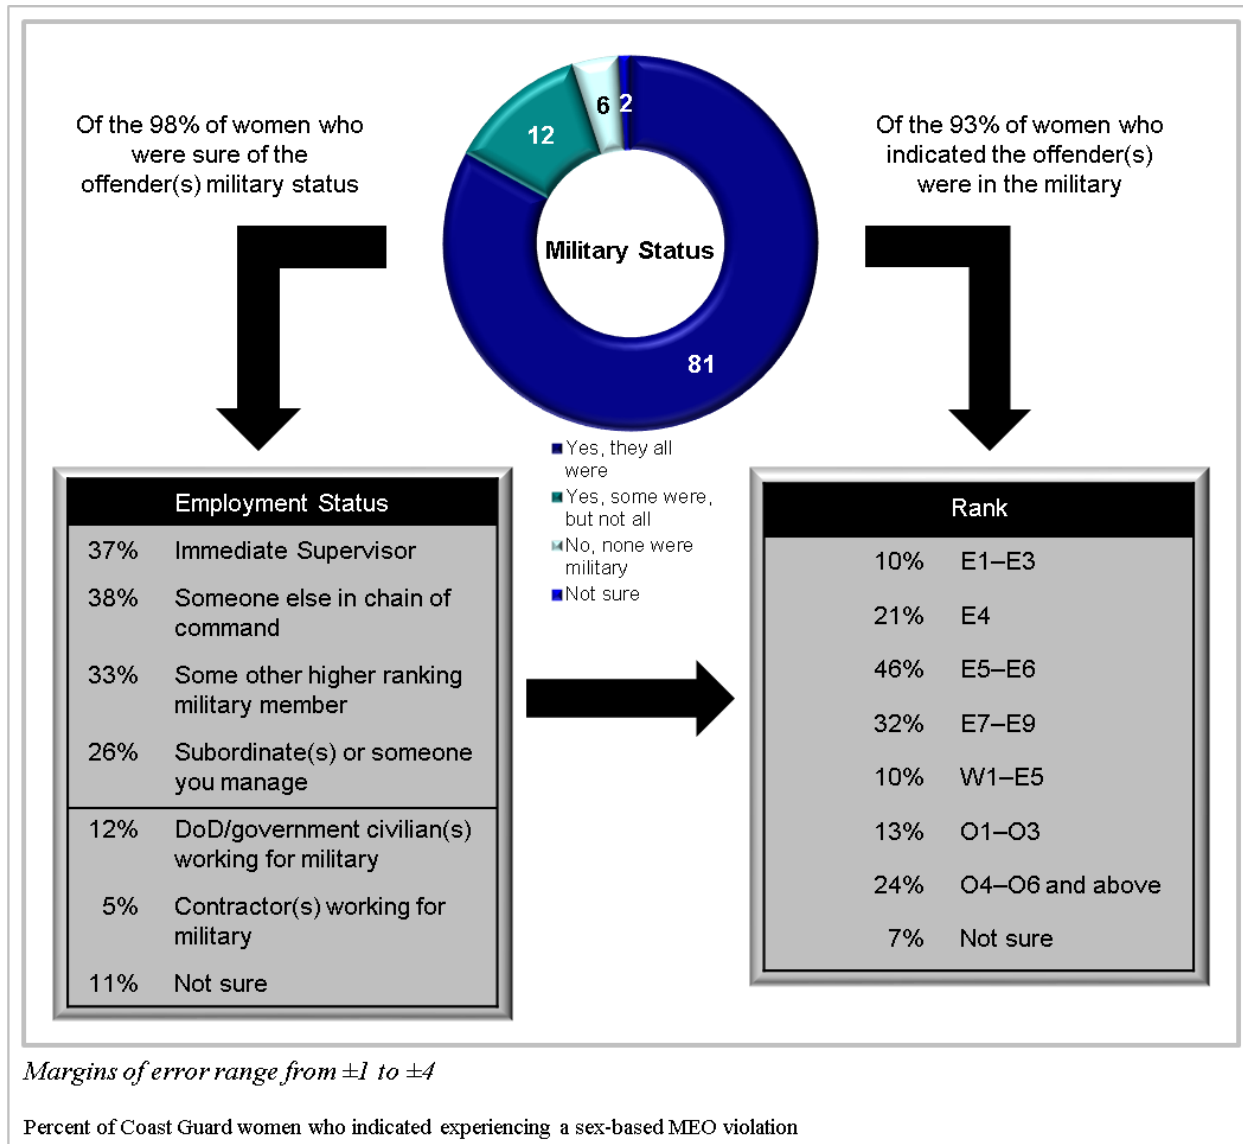 Of the 98% of women who
were sure of the
offender(s) military status
12
6
2
81
Military Status
Of the 93% of women who
indicated the offender(s)
were in the military
Yes, they all
were
Yes, some were,
but not all
No, none were
military
Not sure
Employment Status
37% Immediate Supervisor
38% Someone else in chain of
command
33% Some other higher ranking
military member
26% Subordinate(s) or someone
you manage
12% DoD/government civilian(s)
working for military
5% Contractor(s) working for
military
11% Not sure
Rank
10% E1–E3
21% E4
46% E5–E6
32% E7–E9
10% W1–E5
13% O1–O3
24% O4–O6 and above
7% Not sure
Margins of error range from ±1 to ±4
Percent of Coast Guard women who indicated experiencing a sex-based MEO violation